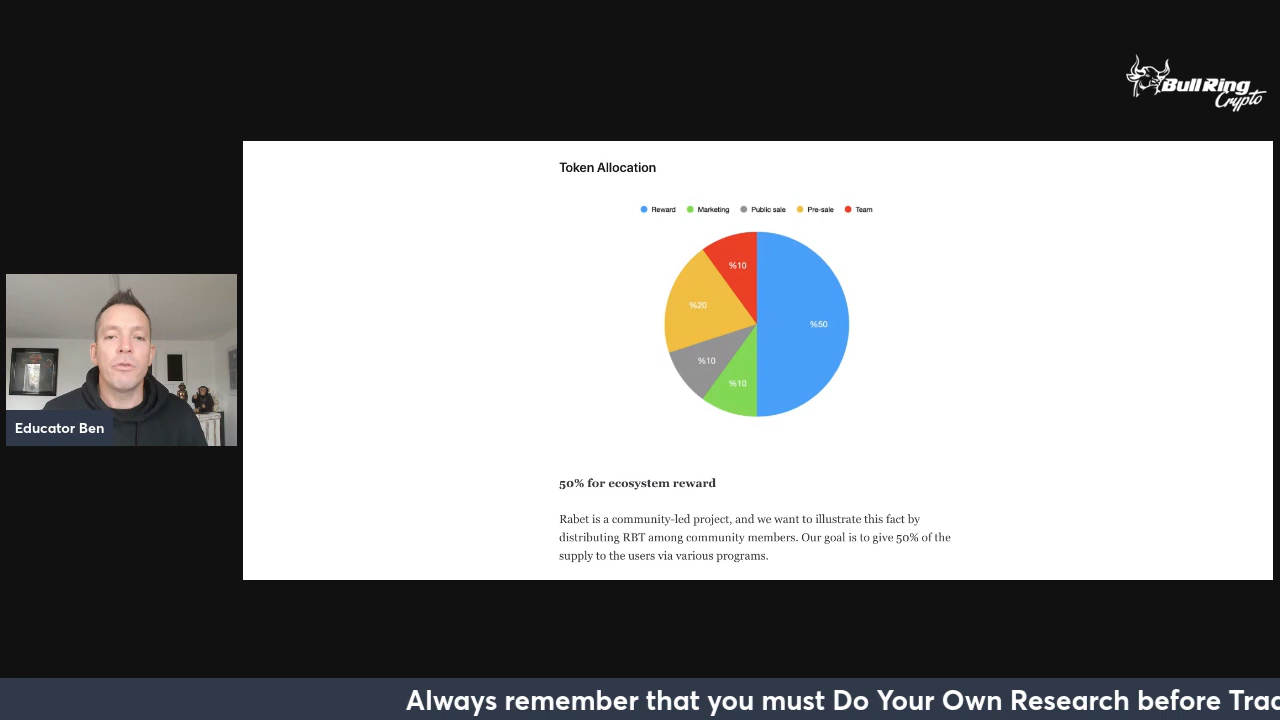 Bull Ring
Crypto
Token Allocation
Reward Marketing Public sale Pre-sale Team
%10
%20
%50
%10
%10
Educator Ben
50% for ecosystem reward
Rabet is a community-led project, and we want to illustrate this fact by
distributing RBT among community members. Our goal is to give 50% of the
supply to the users via various programs.
Always remember that you must Do Your Own Research before